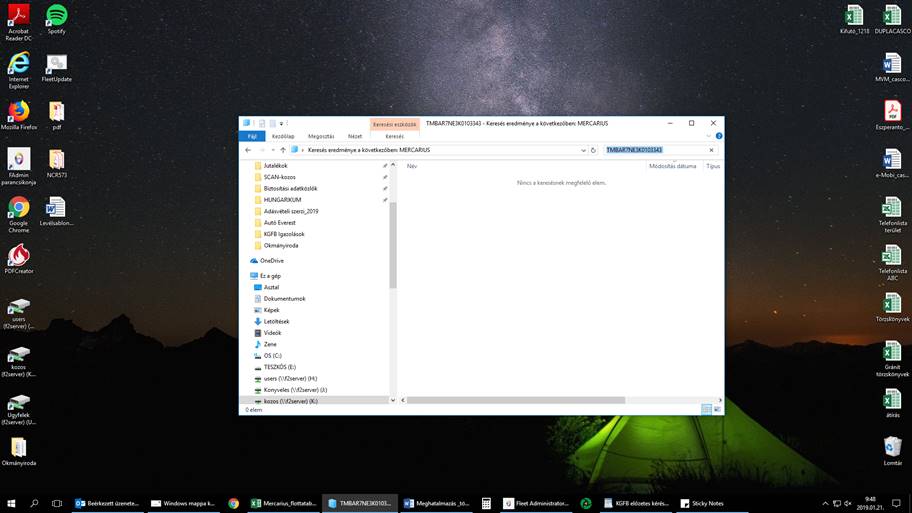 Acrobat
Reader DC
Spotify
Internet
Explorer
FleetUpdate
Mozilla Firefox
pdf
FAdmin
parancsikonja
NCR573
Google
Chrome
Levélsablon...
PDFCreator
users
(f2server) (...
kozos
(f2server) (K...
Ugyfelek
(f2server) (U...
Okmányiroda
Kifutó_1218
DUPLACASCO
MVM_casco...
Eszperanto_...
e-Mobi_cas...
Telefonlista
terület
Telefonlista
ABC
Törzskönyvek
Gránit
törzskönyvek
átírás
Lomtár
Keresési eszközök
TMBAR7NE3K0103343 - Keresés eredménye a következőben: MERCARIUS
Fájl
Kezdőlap
Megosztás
Nézet
Keresés
Keresés eredménye a következőben: MERCARIUS
TMBAR7NE3K0103343
Jutalékok
SCAN-kozos
Biztosítási adatközlők
HUNGARIKUM
Adásvételi szerzi_2019
Autó Everest
KGFB Igazolások
Okmányiroda
OneDrive
Ez a gép
Asztal
Dokumentumok
Képek
Letöltések
Videók
Zene
OS (C:)
TESZKÖS (E:)
users (\\f2server) (H:)
Konyveles (\\f2server) (J:)
kozos (\\f2server) (K:)
Név
Módosítás dátuma
Típus
Nincs a keresésnek megfelelő elem.
0 elem
Beérkezett üzenete...
Windows mappa k...
Mercarius_flottatab...
TMBAR7NE3K0103...
Meghatalmazás _tö...
Fleet Administrator...
KGFB előzetes kérés...
Sticky Notes
9:48
2019.01.21.